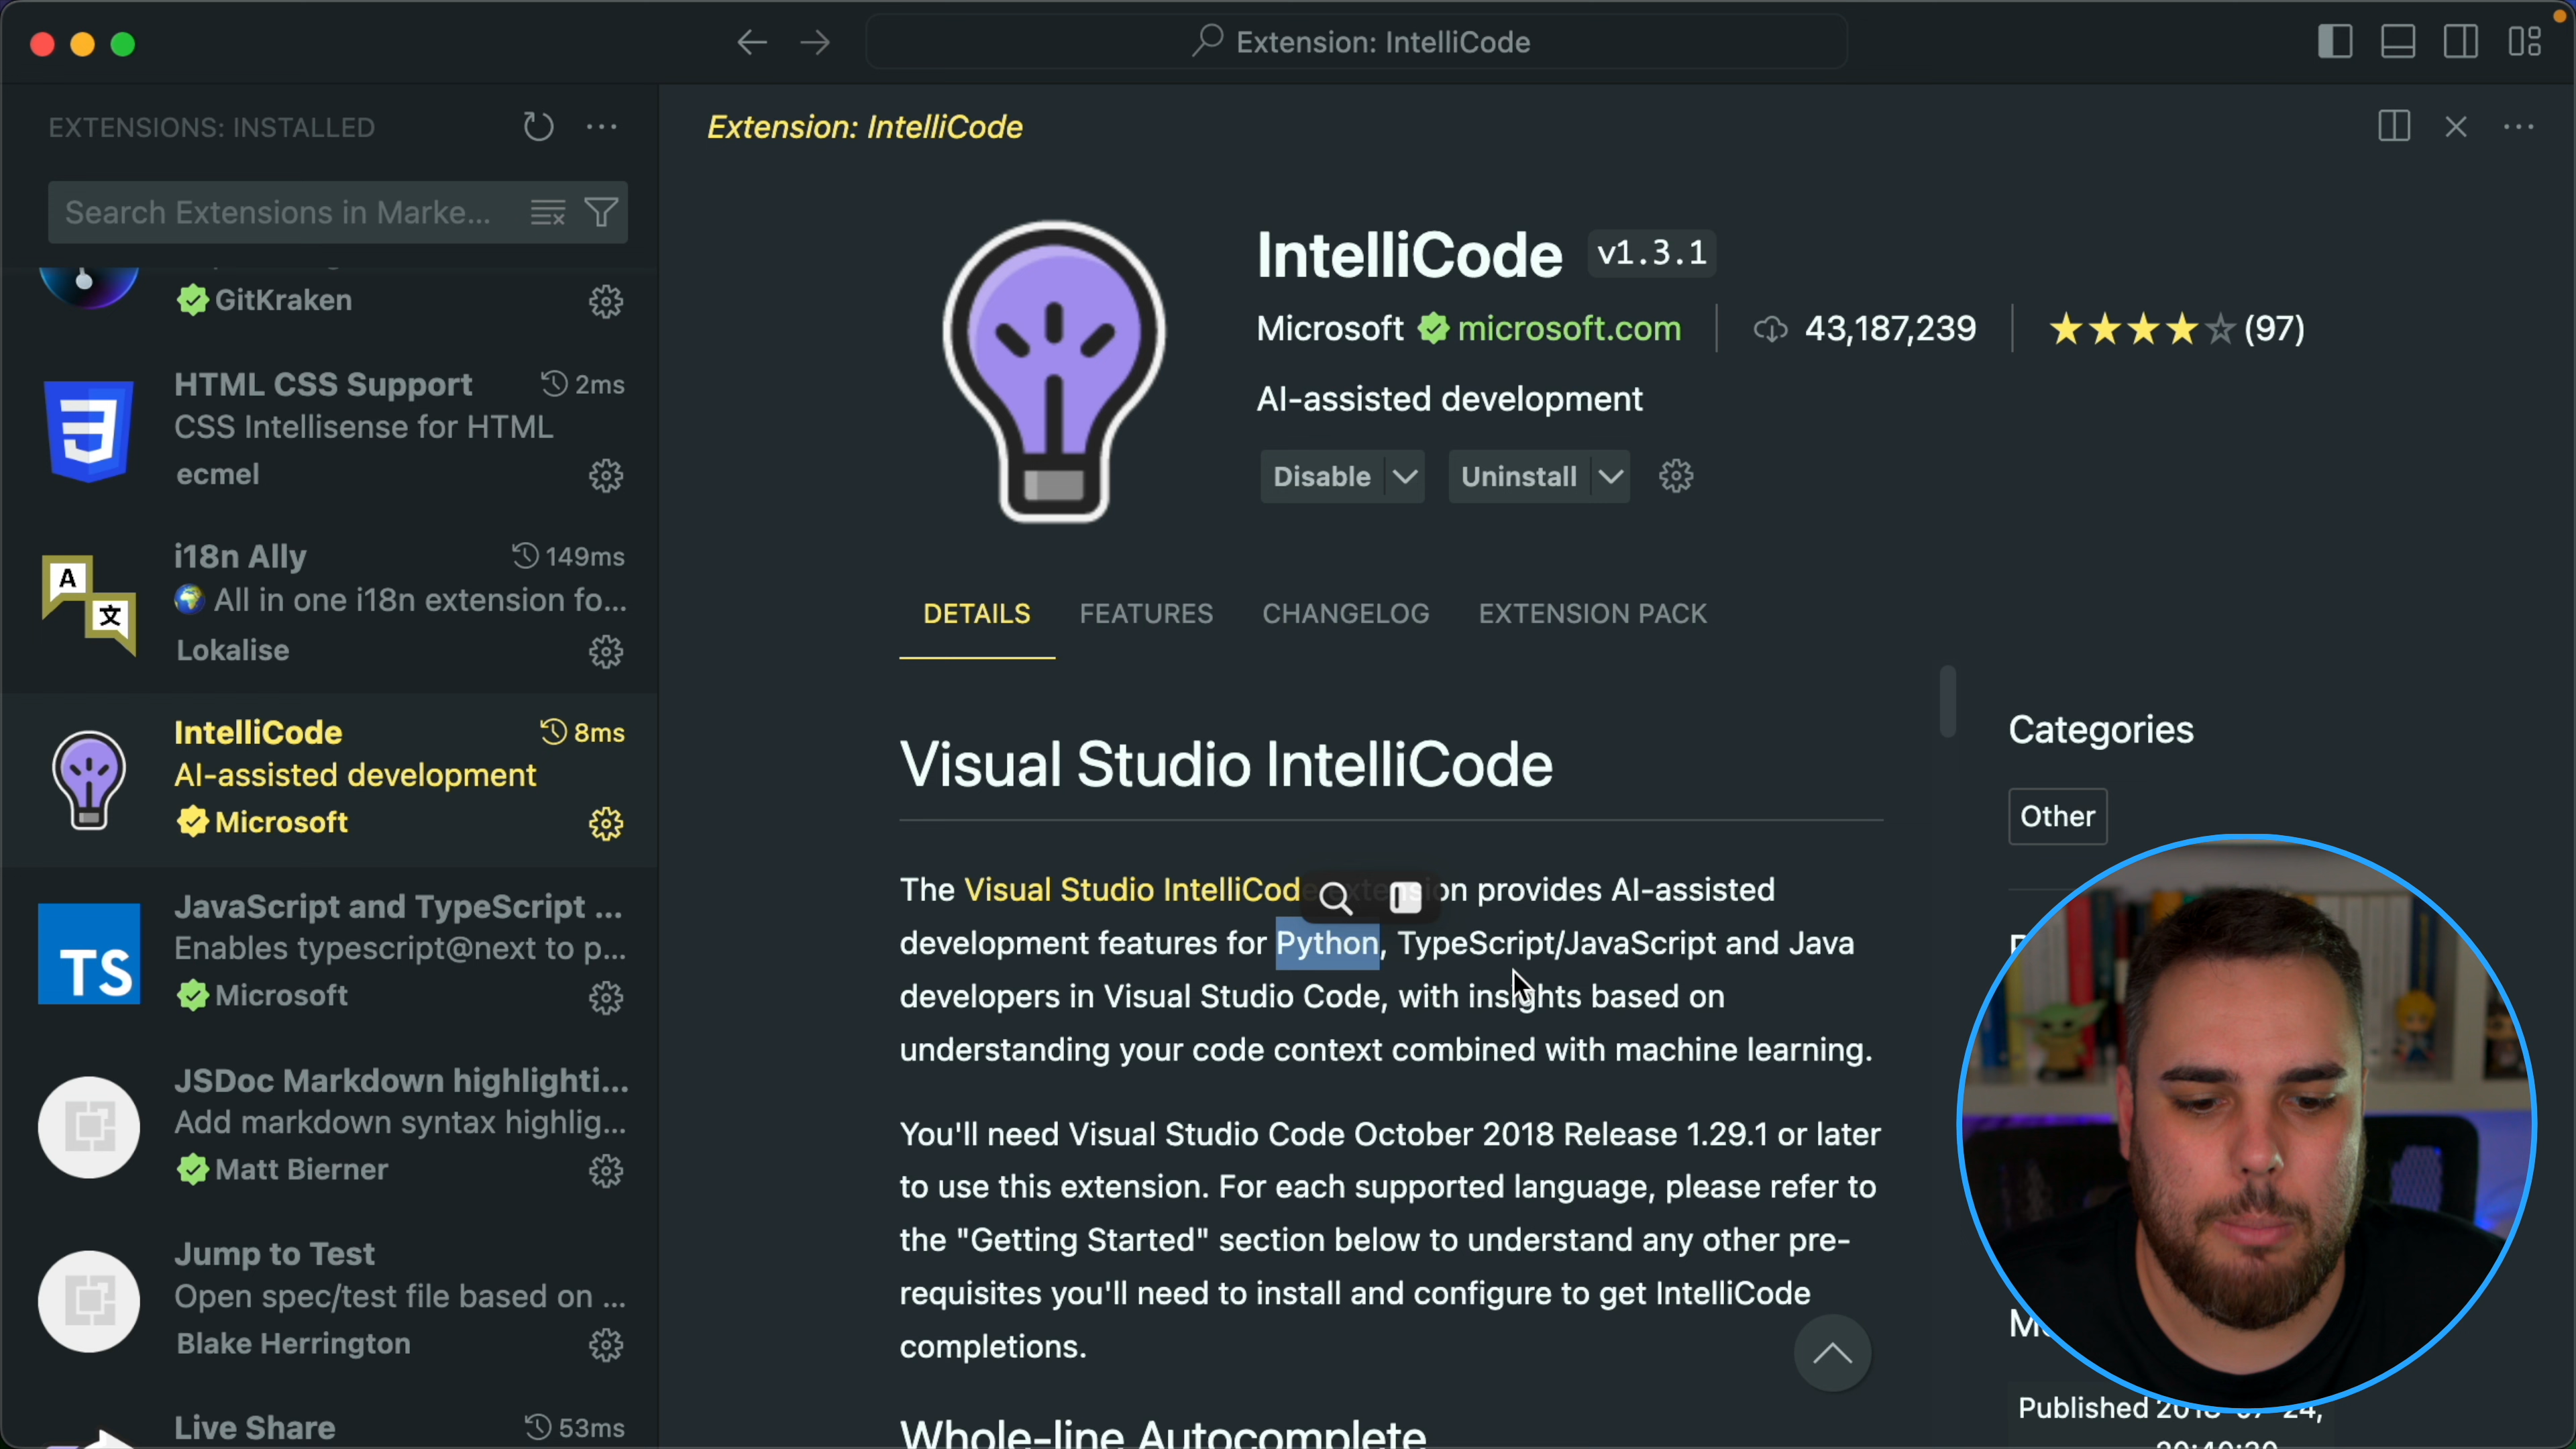 Extension: IntelliCode
EXTENSIONS: INSTALLED
Search Extensions in Marke...
GitKraken
HTML CSS Support 2ms
CSS Intellisense for HTML
ecmel
i18n Ally 149ms
All in one i18n extension fo...
Lokalise
IntelliCode 8ms
AI-assisted development
Microsoft
JavaScript and TypeScript ...
Enables typescript@next to p...
Microsoft
JSDoc Markdown highlighti...
Add markdown syntax highlig...
Matt Bierner
Jump to Test
Open spec/test file based on ...
Blake Herrington
Live Share 53ms
Extension: IntelliCode
IntelliCode v1.3.1
Microsoft microsoft.com 43,187,239 (97)
AI-assisted development
Disable Uninstall
DETAILS FEATURES CHANGELOG EXTENSION PACK
Visual Studio IntelliCode
The Visual Studio IntelliCode extension provides AI-assisted
development features for Python, TypeScript/JavaScript and Java
developers in Visual Studio Code, with insights based on
understanding your code context combined with machine learning.
You'll need Visual Studio Code October 2018 Release 1.29.1 or later
to use this extension. For each supported language, please refer to
the "Getting Started" section below to understand any other pre-
requisites you'll need to install and configure to get IntelliCode
completions.
Whole-line Autocomplete
Categories
Other
Published
A
文
TS